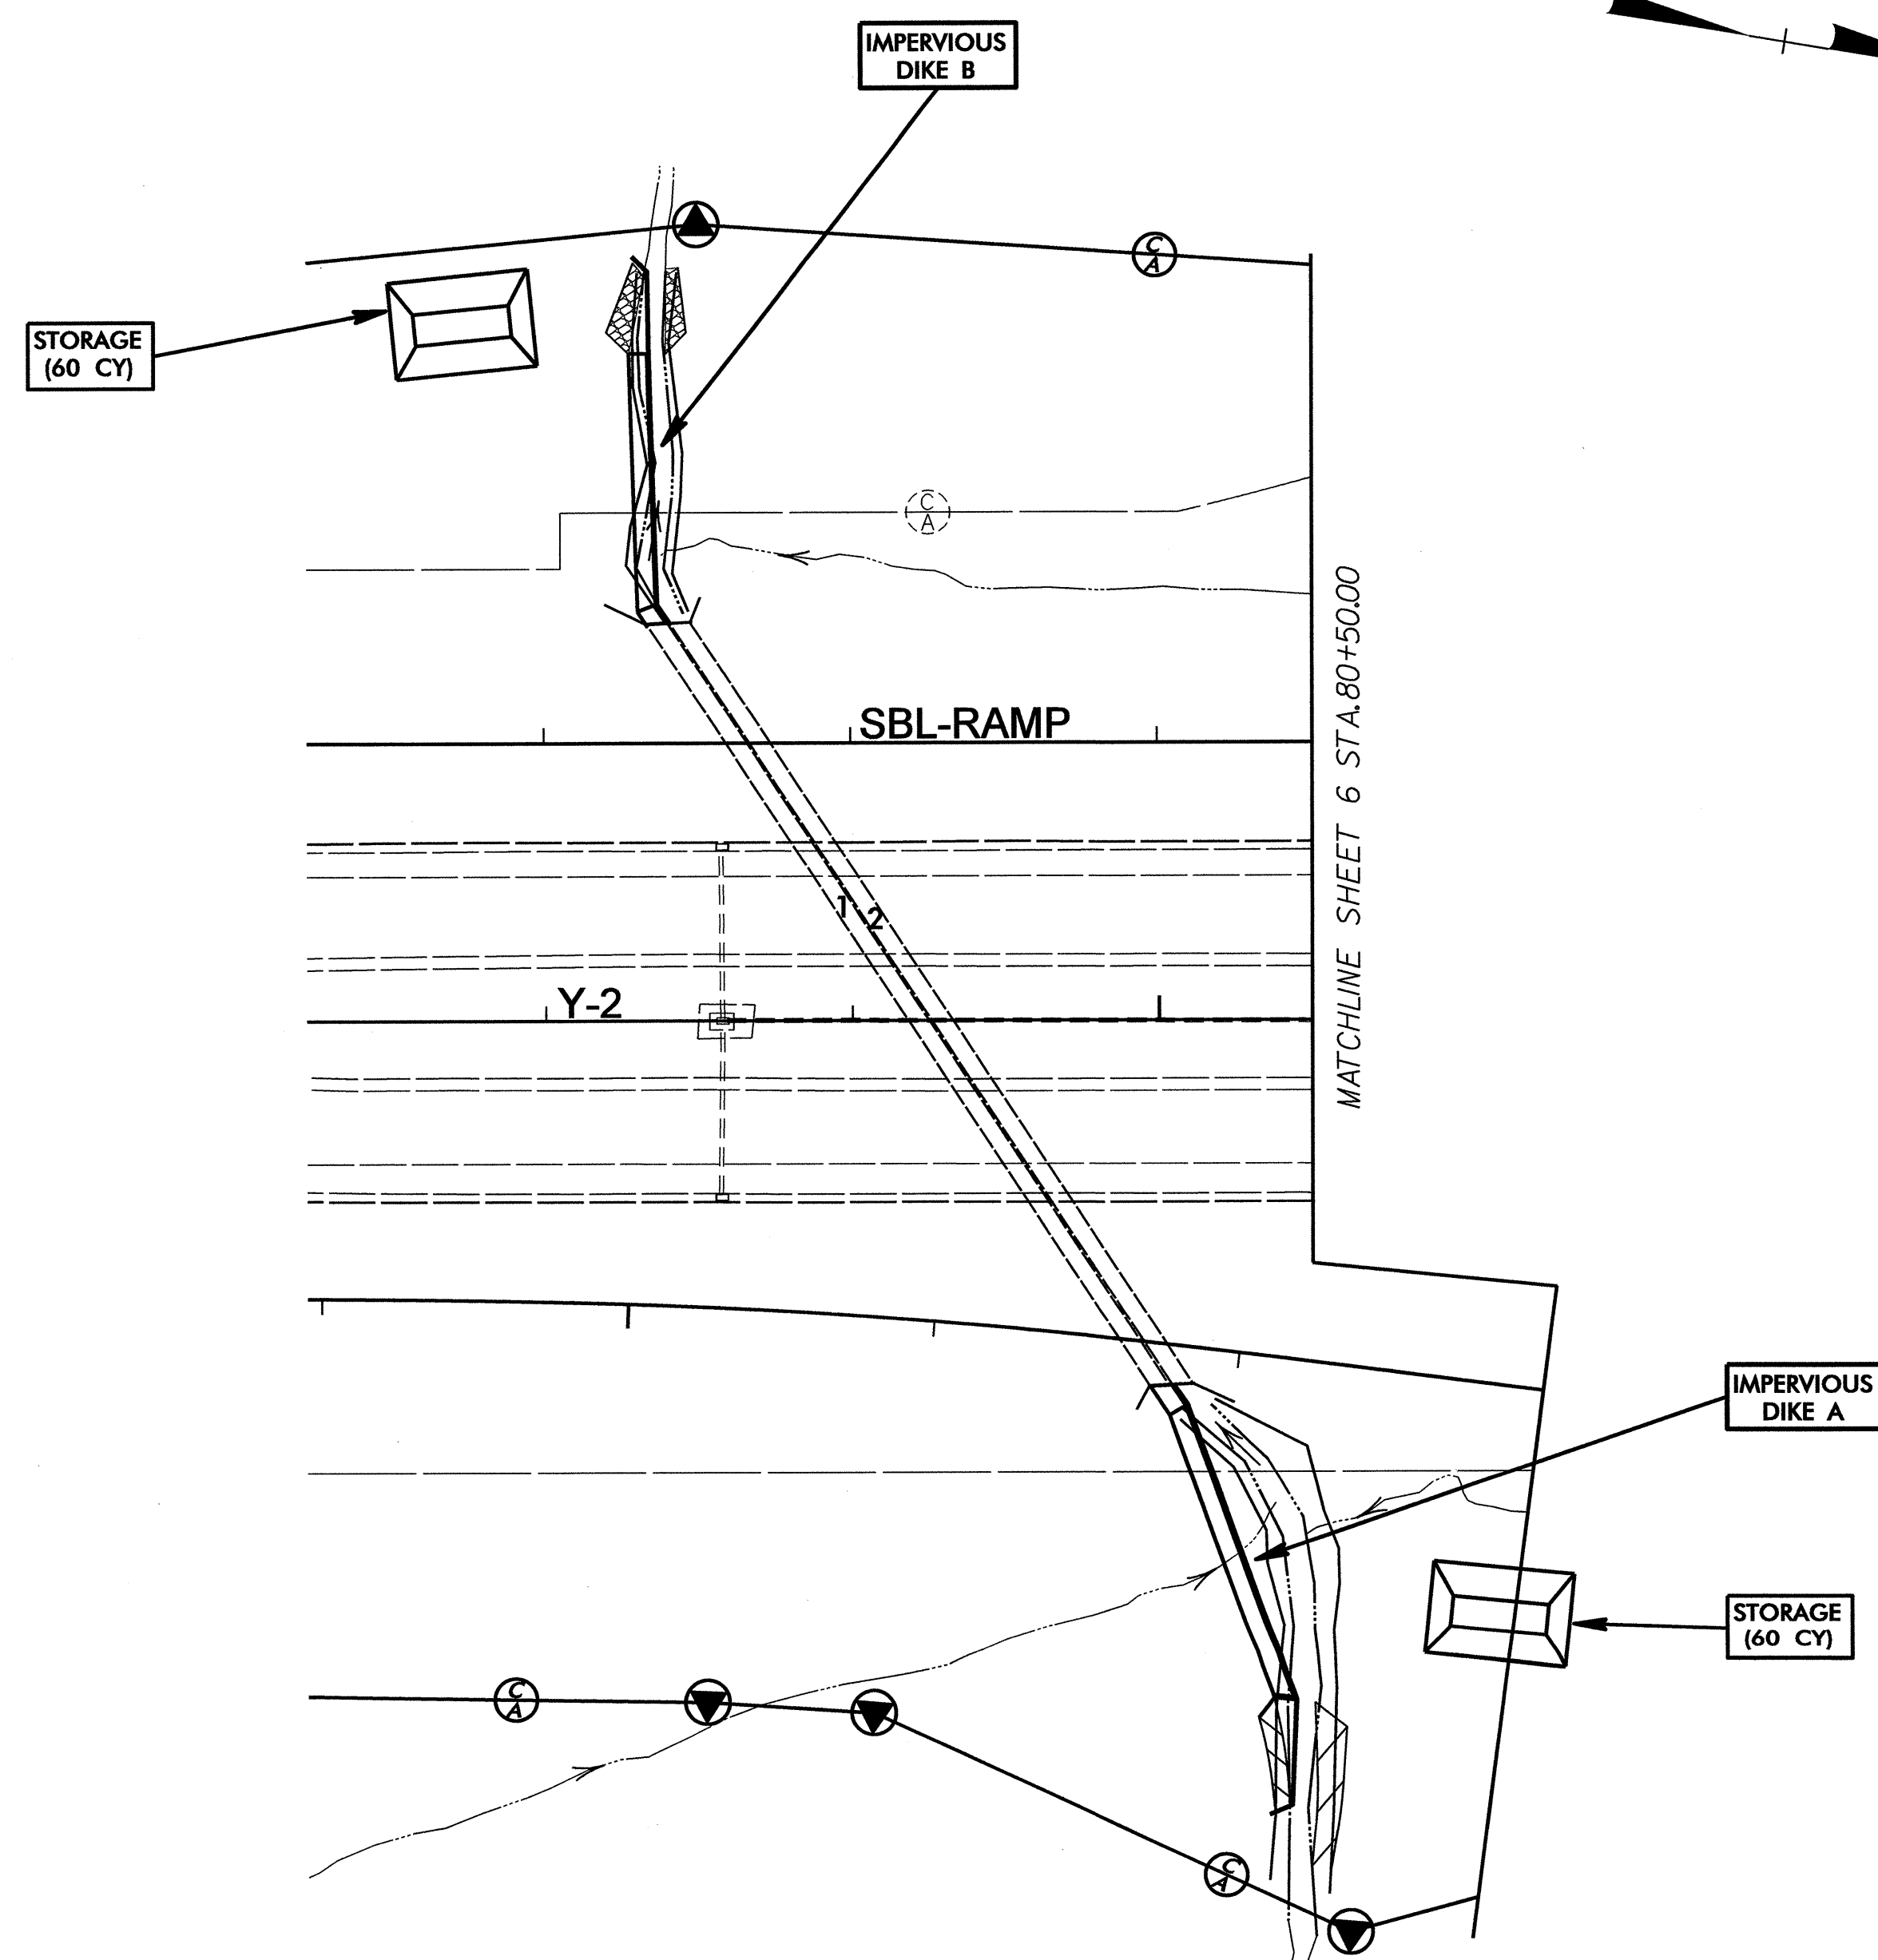 IMPERVIOUS
DIKE B
C
A
STORAGE
(60 CY)
C
A
SBL-RAMP
MATCHLINE SHEET 6 STA.80+50.00
1
2
Y-2
IMPERVIOUS
DIKE A
STORAGE
(60 CY)
C
A
C
A